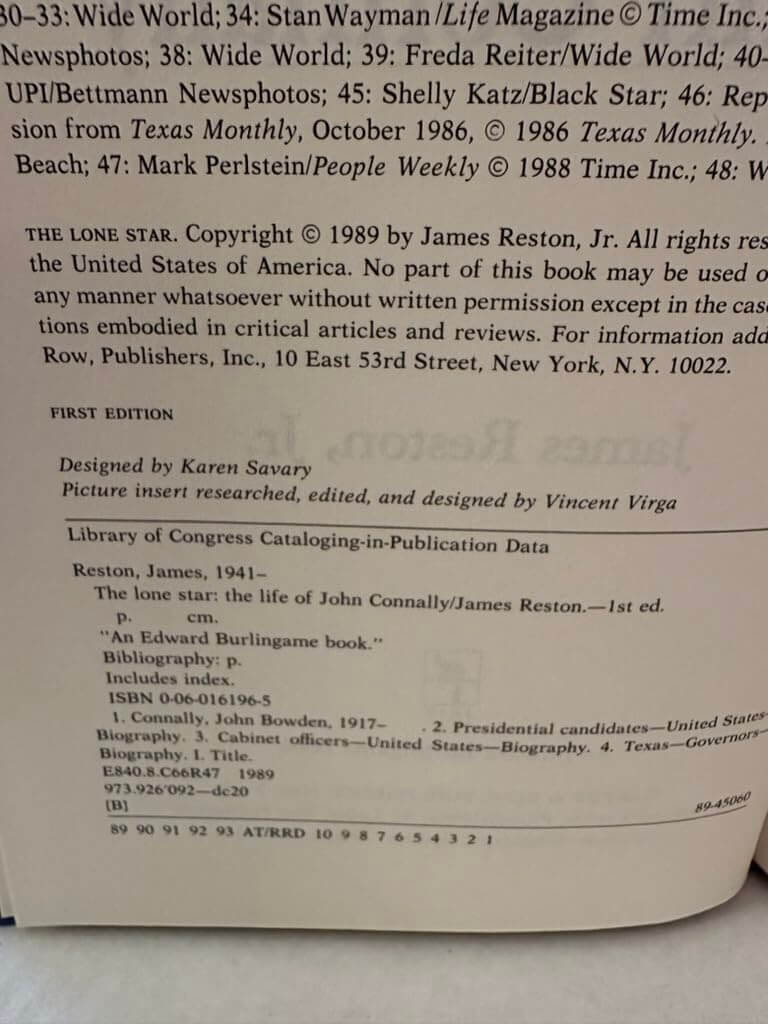 30–33: Wide World; 34: Stan Wayman/Life Magazine © Time Inc.;
Newsphotos; 38: Wide World; 39: Freda Reiter/Wide World; 40–
UPI/Bettmann Newsphotos; 45: Shelly Katz/Black Star; 46: Rep
sion from Texas Monthly, October 1986, © 1986 Texas Monthly.
Beach; 47: Mark Perlstein/People Weekly © 1988 Time Inc.; 48: W
THE LONE STAR. Copyright © 1989 by James Reston, Jr. All rights res
the United States of America. No part of this book may be used o
any manner whatsoever without written permission except in the case
tions embodied in critical articles and reviews. For information add
Row, Publishers, Inc., 10 East 53rd Street, New York, N.Y. 10022.
FIRST EDITION
James Reston, Jr.
Designed by Karen Savary
Picture insert researched, edited, and designed by Vincent Virga
Library of Congress Cataloging-in-Publication Data
Reston, James, 1941–
The lone star: the life of John Connally/James Reston.—1st ed.
p. cm.
"An Edward Burlingame book."
Bibliography: p.
Includes index.
ISBN 0-06-016196-5
1. Connally, John Bowden, 1917– . 2. Presidential candidates—United States—
Biography. 3. Cabinet officers—United States—Biography. 4. Texas—Governors—
Biography. I. Title.
E840.8.C66R47 1989
973.926'092—dc20
[B]
89-45060
89 90 91 92 93 AT/RRD 10 9 8 7 6 5 4 3 2 1